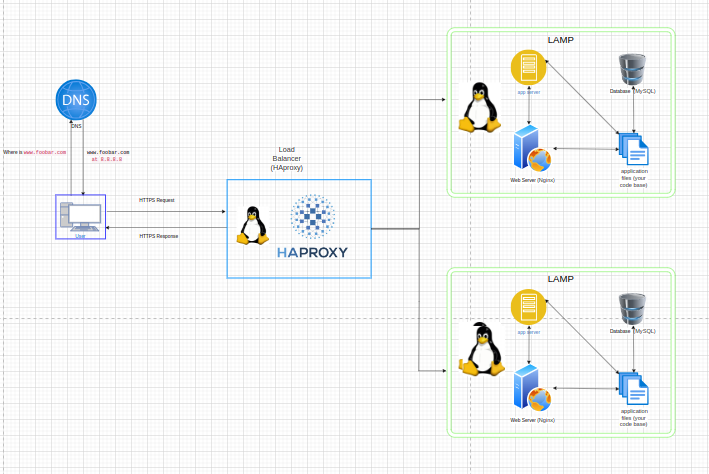 LAMP
app server
Database (MySQL)
Web Server (Nginx)
application
files (your
code base)
DNS
DNS
Where is www.foobar.com
www.foobar.com
at 8.8.8.8
User
HTTPS Request
HTTPS Response
Load
Balancer
(HAproxy)
HAPROXY
LAMP
app server
Database (MySQL)
Web Server (Nginx)
application
files (your
code base)